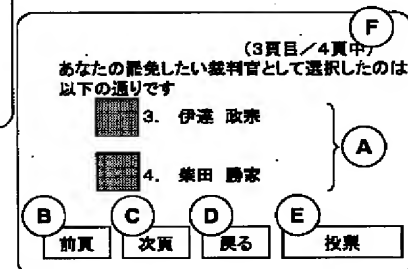 F
(3頁目/4頁中)
あなたの罷免したい裁判官として選択したのは
以下の通りです
3. 伊達 政宗
A
4. 柴田 勝家
B C D E
前頁 次頁 戻る 投票